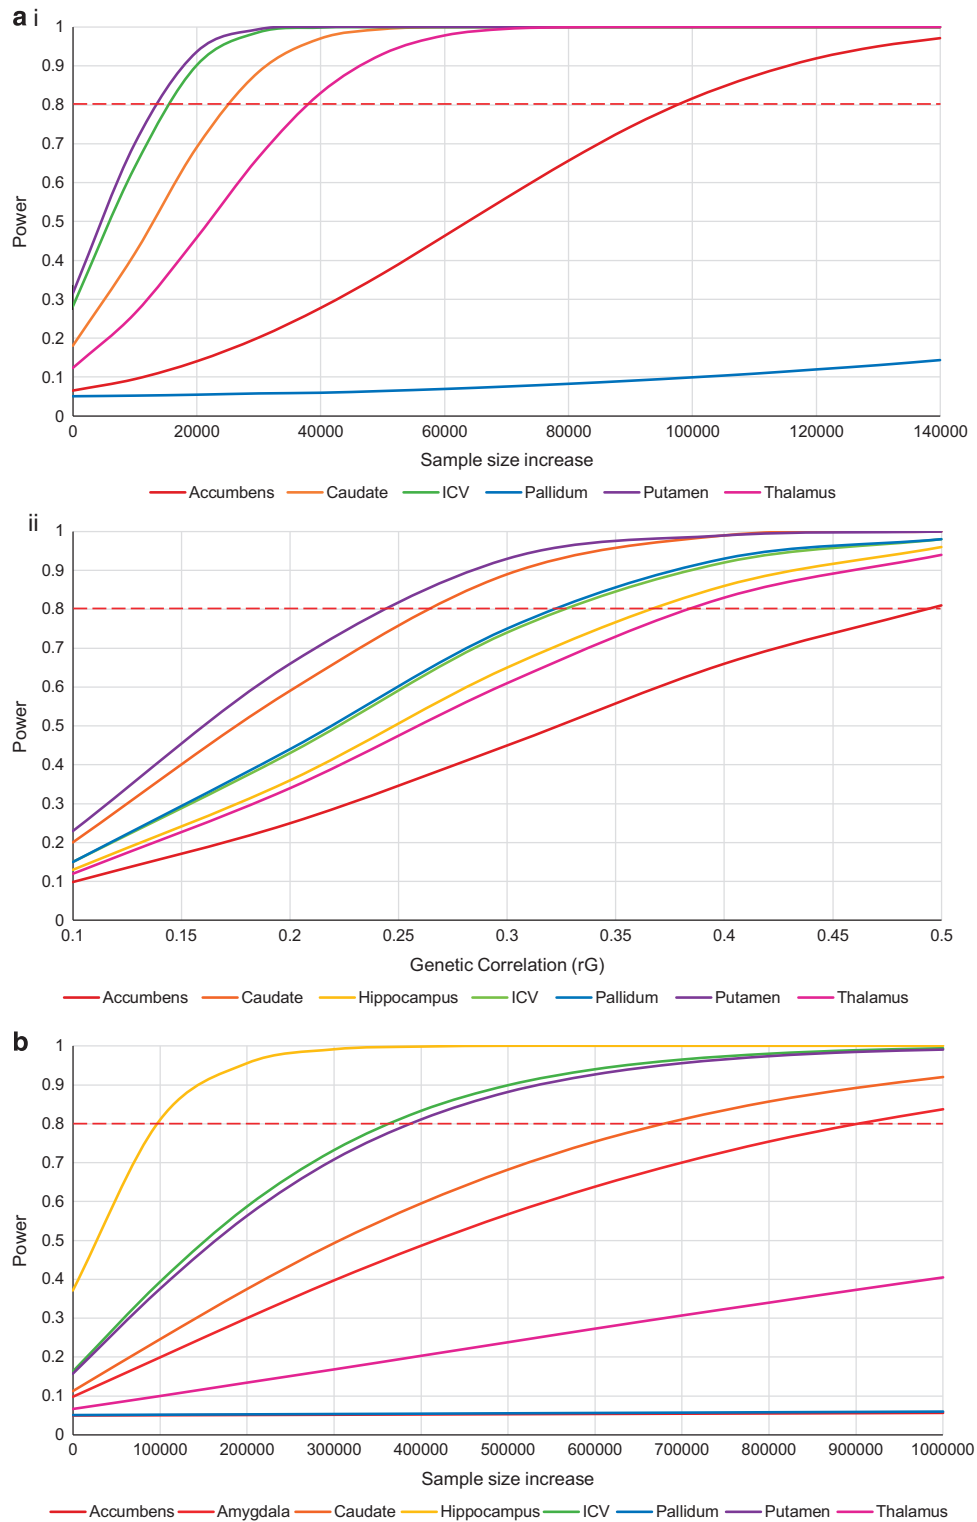 a i
1
0.9
0.8
0.7
0.6
0.5
0.4
0.3
0.2
0.1
0
Power
0 20000 40000 60000 80000 100000 120000 140000
Sample size increase
Accumbens Caudate ICV Pallidum Putamen Thalamus
ii
1
0.9
0.8
0.7
0.6
0.5
0.4
0.3
0.2
0.1
0
Power
0.1 0.15 0.2 0.25 0.3 0.35 0.4 0.45 0.5
Genetic Correlation (rG)
Accumbens Caudate Hippocampus ICV Pallidum Putamen Thalamus
b
1
0.9
0.8
0.7
0.6
0.5
0.4
0.3
0.2
0.1
0
Power
0 100000 200000 300000 400000 500000 600000 700000 800000 900000 1000000
Sample size increase
Accumbens Amygdala Caudate Hippocampus ICV Pallidum Putamen Thalamus